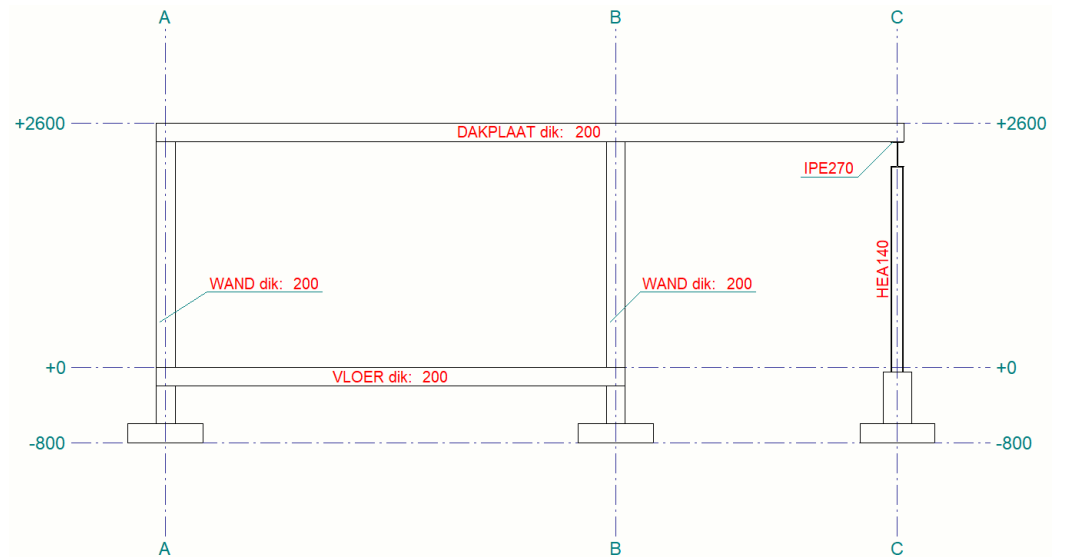 A B C
+2600 +2600
DAKPLAAT dik: 200
IPE270
HEA140
WAND dik: 200 WAND dik: 200
+0 +0
VLOER dik: 200
-800 -800
A B C